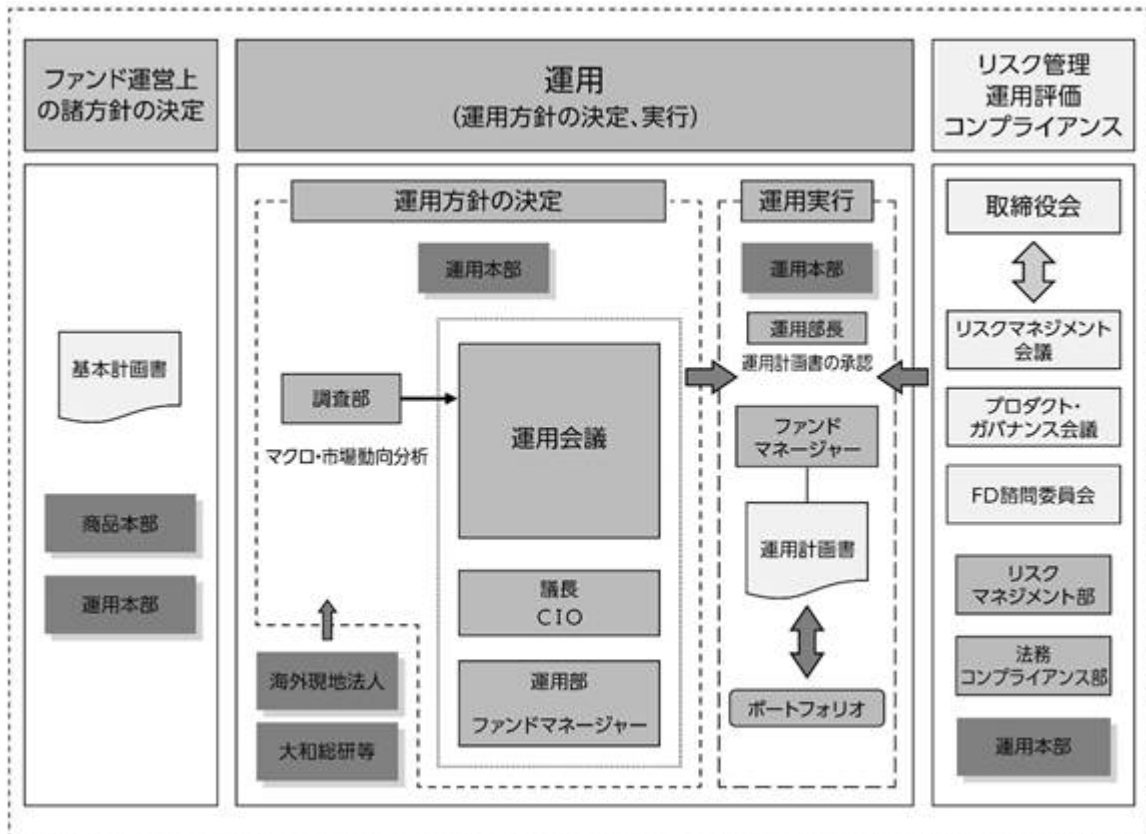 ファンド運営上
の諸方針の決定
運用
(運用方針の決定、実行)
リスク管理
運用評価
コンプライアンス
基本計画書
商品本部
運用本部
運用方針の決定
運用本部
調査部
マクロ・市場動向分析
運用会議
議長
CIO
運用部
ファンドマネージャー
海外現地法人
大和総研等
運用実行
運用本部
運用部長
運用計画書の承認
ファンド
マネージャー
運用計画書
ポートフォリオ
取締役会
リスクマネジメント
会議
プロダクト・
ガバナンス会議
FD諮問委員会
リスク
マネジメント部
法務
コンプライアンス部
運用本部